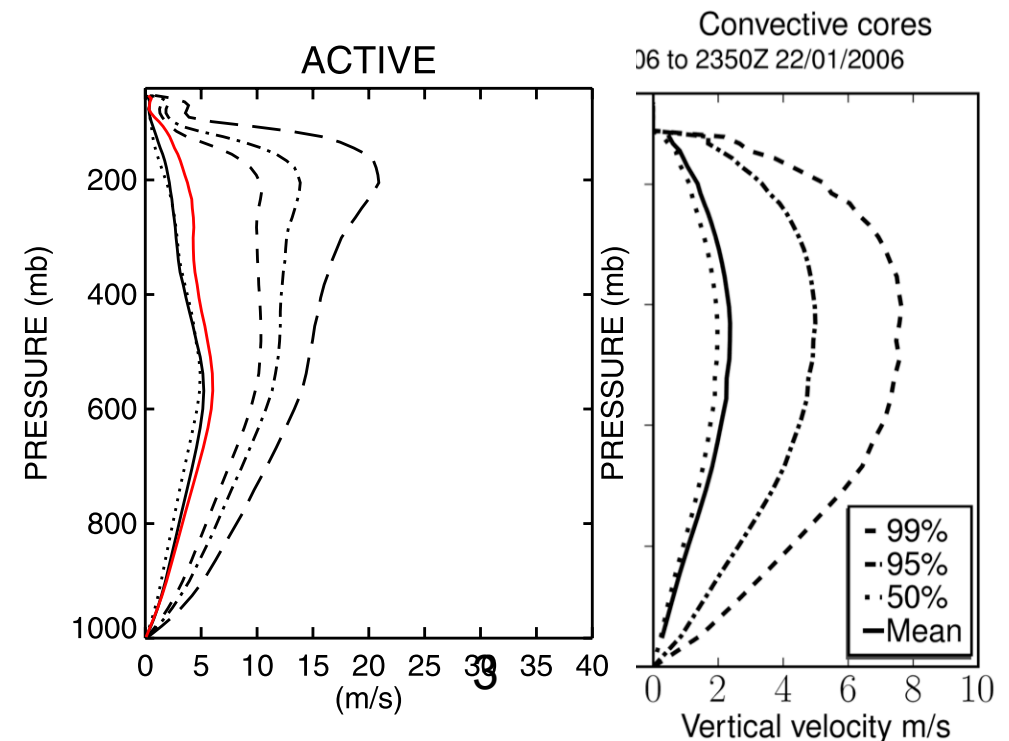 ACTIVE
PRESSURE (mb)
200
400
600
800
1000
0 5 10 15 20 25 30 35 40
3
(m/s)
Convective cores
06 to 2350Z 22/01/2006
PRESSURE (mb)
99%
95%
50%
Mean
0 2 4 6 8 10
Vertical velocity m/s